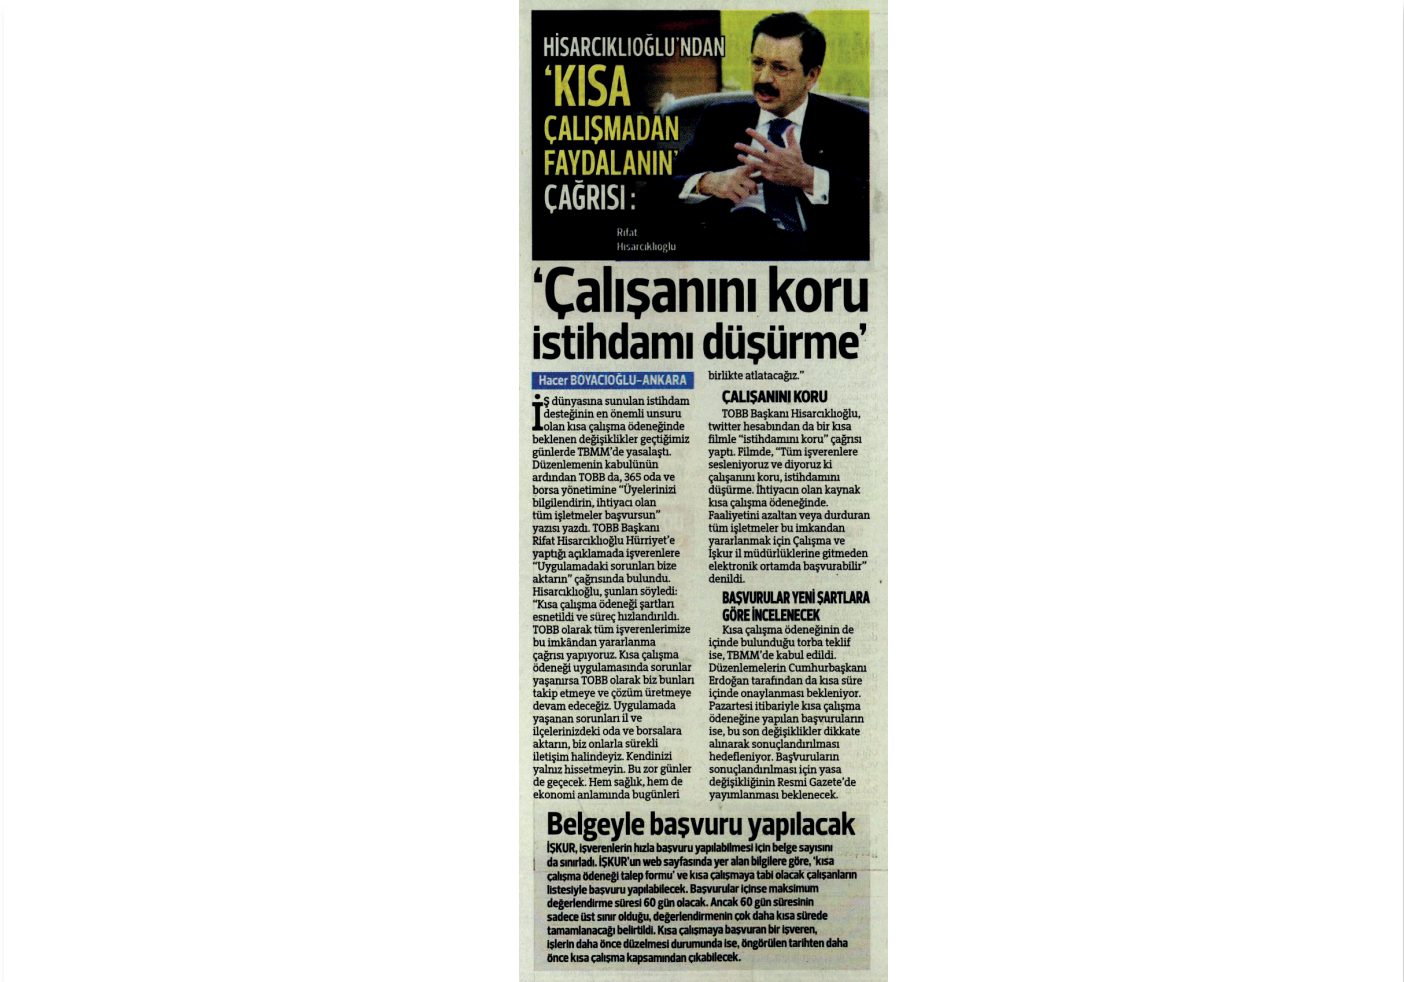 HİSARCIKLIOĞLU'NDAN
'KISA
ÇALIŞMADAN
FAYDALANIN'
ÇAĞRISI :
Rıfat
Hisarcıklıoğlu
'Çalışanını koru
istihdamı düşürme'
Hacer BOYACIOĞLU-ANKARA
İŞ dünyasına sunulan istihdam
desteğinin en önemli unsuru
olan kısa çalışma ödeneğinde
beklenen değişiklikler geçtiğimiz
günlerde TBMM'de yasalaştı.
Düzenlemenin kabulünün
ardından TOBB da, 365 oda ve
borsa yönetimine "Üyelerinizi
bilgilendirin, ihtiyacı olan
tüm işletmeler başvursun"
yazısı yazdı. TOBB Başkanı
Rifat Hisarcıklıoğlu Hürriyet'e
yaptığı açıklamada işverenlere
"Uygulamadaki sorunları bize
aktarın" çağrısında bulundu.
Hisarcıklıoğlu, şunları söyledi:
"Kısa çalışma ödeneği şartları
esnetildi ve süreç hızlandırıldı.
TOBB olarak tüm işverenlerimize
bu imkândan yararlanma
çağrısı yapıyoruz. Kısa çalışma
ödeneği uygulamasında sorunlar
yaşanırsa TOBB olarak biz bunları
takip etmeye ve çözüm üretmeye
devam edeceğiz. Uygulamada
yaşanan sorunları il ve
ilçelerinizdeki oda ve borsalara
aktarın, biz onlarla sürekli
iletişim halindeyiz. Kendinizi
yalnız hissetmeyin. Bu zor günler
de geçecek. Hem sağlık, hem de
ekonomi anlamında bugünleri
birlikte atlatacağız."
ÇALIŞANINI KORU
TOBB Başkanı Hisarcıklıoğlu,
twitter hesabından da bir kısa
filmle "istihdamını koru" çağrısı
yaptı. Filmde, "Tüm işverenlere
sesleniyoruz ve diyoruz ki
çalışanını koru, istihdamını
düşürme. İhtiyacın olan kaynak
kısa çalışma ödeneğinde.
Faaliyetini azaltan veya durduran
tüm işletmeler bu imkandan
yararlanmak için Çalışma ve
İşkur il müdürlüklerine gitmeden
elektronik ortamda başvurabilir"
denildi.
BAŞVURULAR YENİ ŞARTLARA
GÖRE İNCELENECEK
Kısa çalışma ödeneğinin de
içinde bulunduğu torba teklif
ise, TBMM'de kabul edildi.
Düzenlemelerin Cumhurbaşkanı
Erdoğan tarafından da kısa süre
içinde onaylanması bekleniyor.
Pazartesi itibariyle kısa çalışma
ödeneğine yapılan başvuruların
ise, bu son değişiklikler dikkate
alınarak sonuçlandırılması
hedefleniyor. Başvuruların
sonuçlandırılması için yasa
değişikliğinin Resmi Gazete'de
yayımlanması beklenecek.
Belgeyle başvuru yapılacak
İŞKUR, işverenlerin hızla başvuru yapılabilmesi için belge sayısını
da sınırladı. İŞKUR'un web sayfasında yer alan bilgilere göre, 'kısa
çalışma ödeneği talep formu' ve kısa çalışmaya tabi olacak çalışanların
listesiyle başvuru yapılabilecek. Başvurular içinse maksimum
değerlendirme süresi 60 gün olacak. Ancak 60 gün süresinin
sadece üst sınır olduğu, değerlendirmenin çok daha kısa sürede
tamamlanacağı belirtildi. Kısa çalışmaya başvuran bir işveren,
işlerin daha önce düzelmesi durumunda ise, öngörülen tarihten daha
önce kısa çalışma kapsamından çıkabilecek.